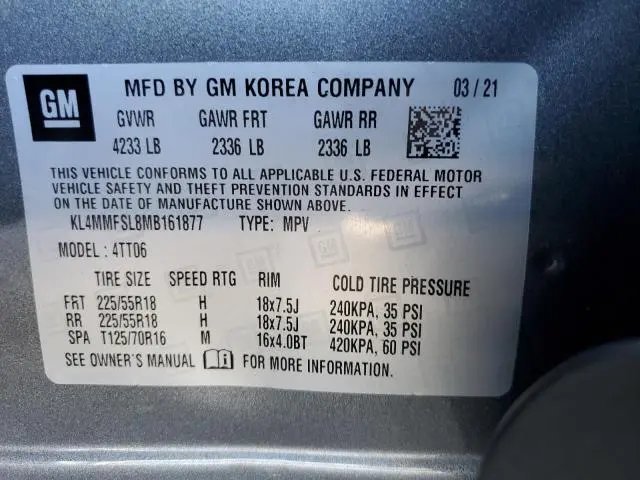 GM MFD BY GM KOREA COMPANY 03 / 21
GVWR GAWR FRT GAWR RR
4233 LB 2336 LB 2336 LB
THIS VEHICLE CONFORMS TO ALL APPLICABLE U.S. FEDERAL MOTOR
VEHICLE SAFETY AND THEFT PREVENTION STANDARDS IN EFFECT
ON THE DATE OF MANUFACTURE SHOWN ABOVE.
KL4MMFSL8MB161877 TYPE: MPV
MODEL : 4TT06
TIRE SIZE SPEED RTG RIM COLD TIRE PRESSURE
FRT 225/55R18 H 18x7.5J 240KPA, 35 PSI
RR 225/55R18 H 18x7.5J 240KPA, 35 PSI
SPA T125/70R16 M 16x4.0BT 420KPA, 60 PSI
SEE OWNER'S MANUAL FOR MORE INFORMATION.